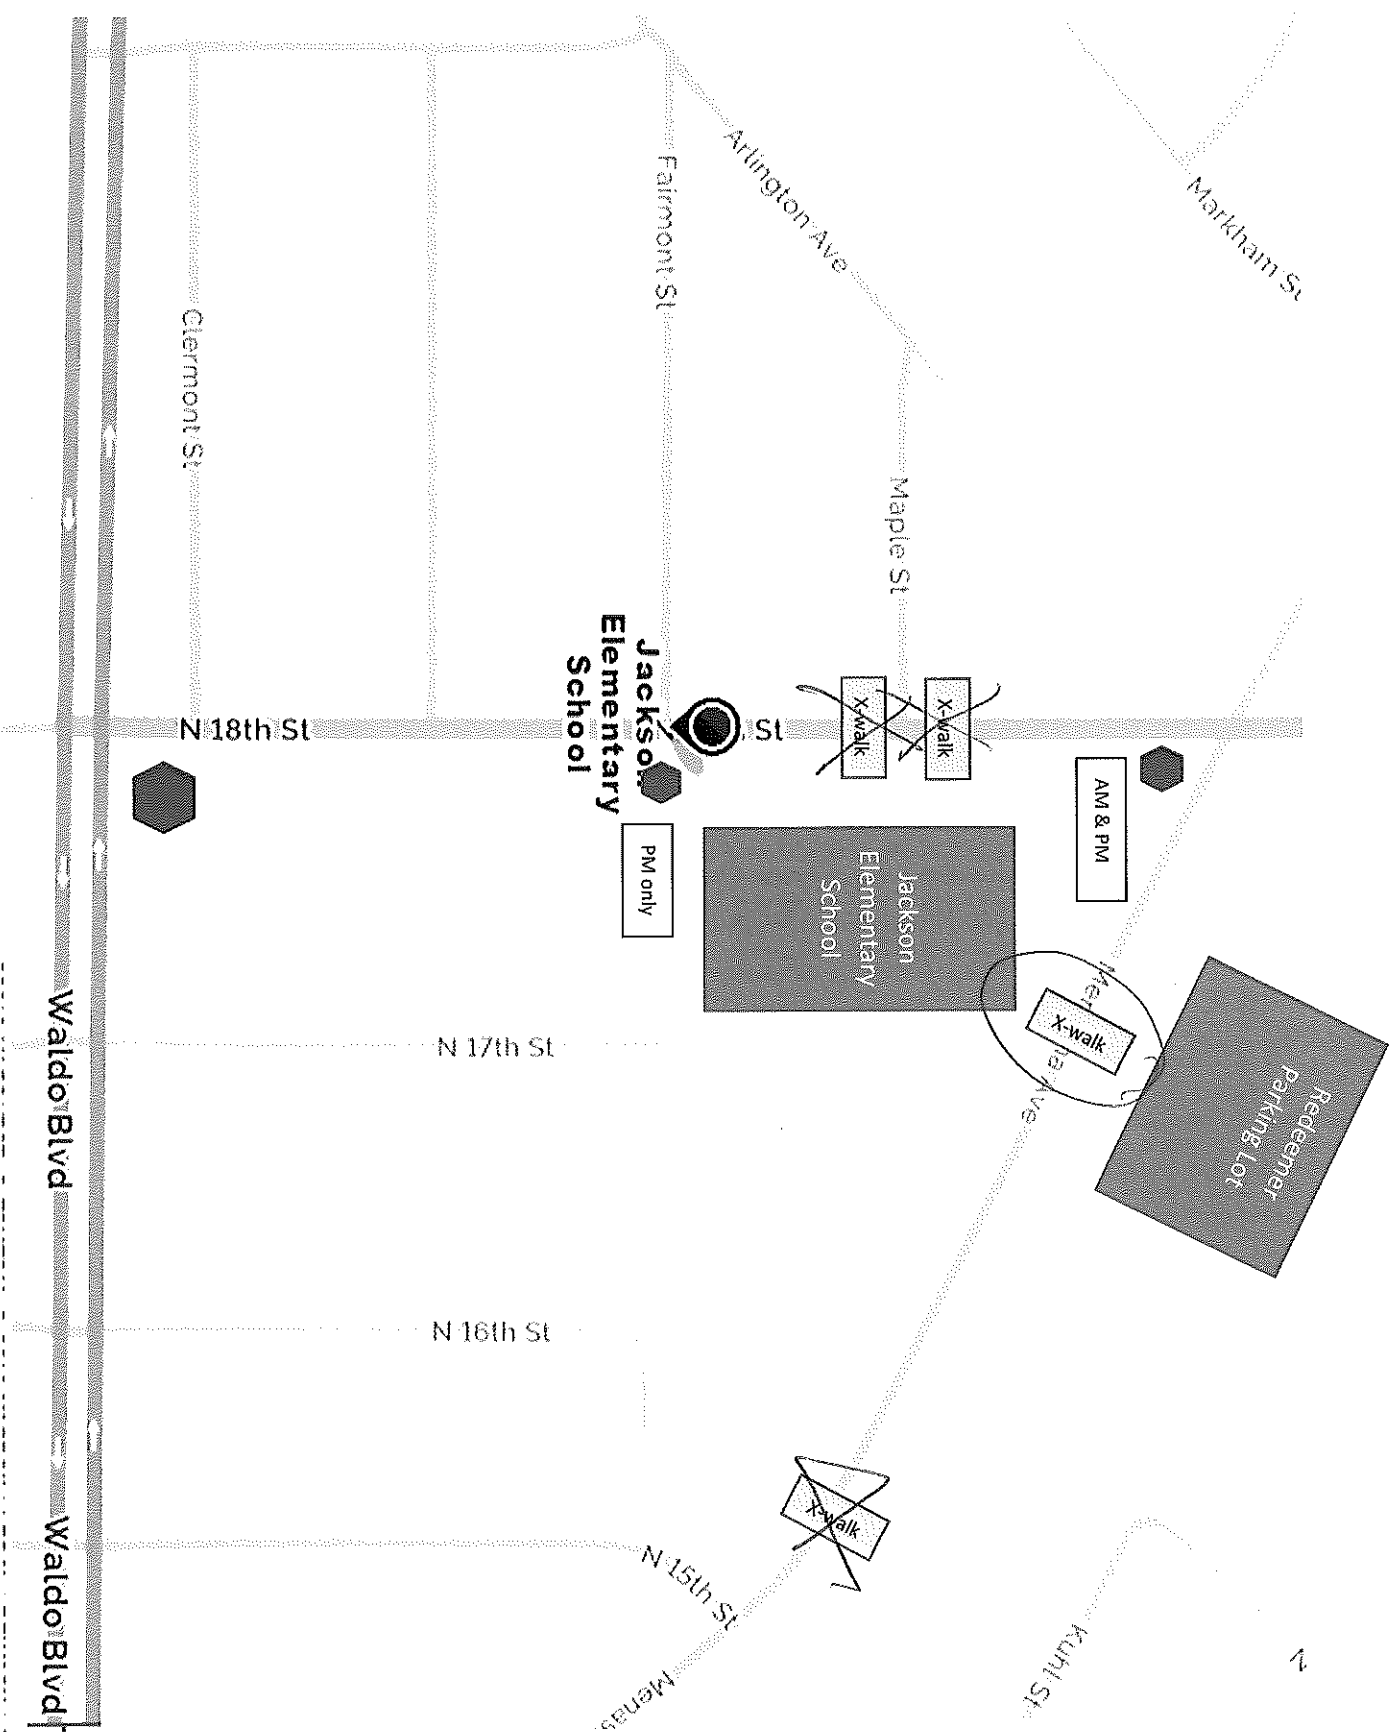 Markham St
Arlington Ave
Fairmont St
Clermont St
Maple St
Jackson
Elementary
School
N 18th St
St
X-walk
X-walk
AM & PM
PM only
Jackson
Elementary
School
X-walk
Redeemer
Parking Lot
N 17th St
Waldo Blvd
N 16th St
X-walk
N 15th St
Waldo Blvd
Kuhl St
Menas